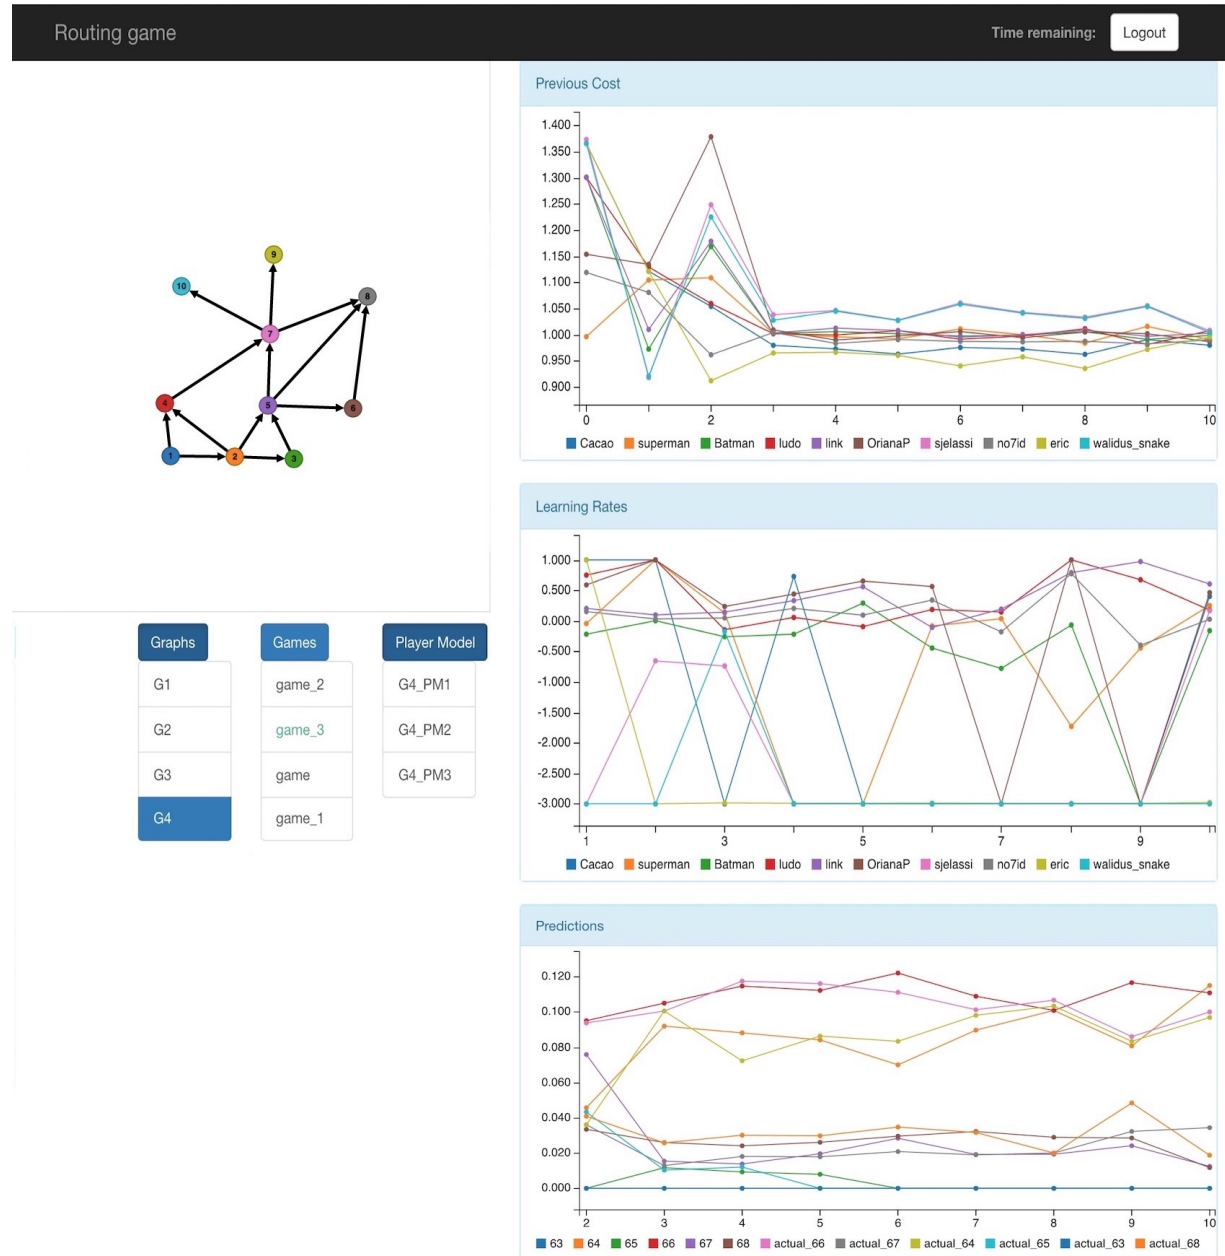 Routing game
Time remaining: Logout
9
10
8
7
4
5
6
1
2
3
Graphs
G1
G2
G3
G4
Games
game_2
game_3
game
game_1
Player Model
G4_PM1
G4_PM2
G4_PM3
Previous Cost
1.400
1.350
1.300
1.250
1.200
1.150
1.100
1.050
1.000
0.950
0.900
0 2 4 6 8 10
Cacao superman Batman ludo link OrianaP sjelassi no7id eric walidus_snake
Learning Rates
1.000
0.500
0.000
-0.500
-1.000
-1.500
-2.000
-2.500
-3.000
1 3 5 7 9
Cacao superman Batman ludo link OrianaP sjelassi no7id eric walidus_snake
Predictions
0.120
0.100
0.080
0.060
0.040
0.020
0.000
2 3 4 5 6 7 8 9 10
63 64 65 66 67 68 actual_66 actual_67 actual_64 actual_65 actual_63 actual_68